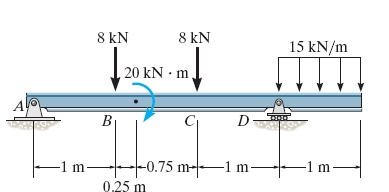 8 kN 8 kN
15 kN/m
20 kN · m
A
B C D
1 m 0.75 m 1 m 1 m
0.25 m